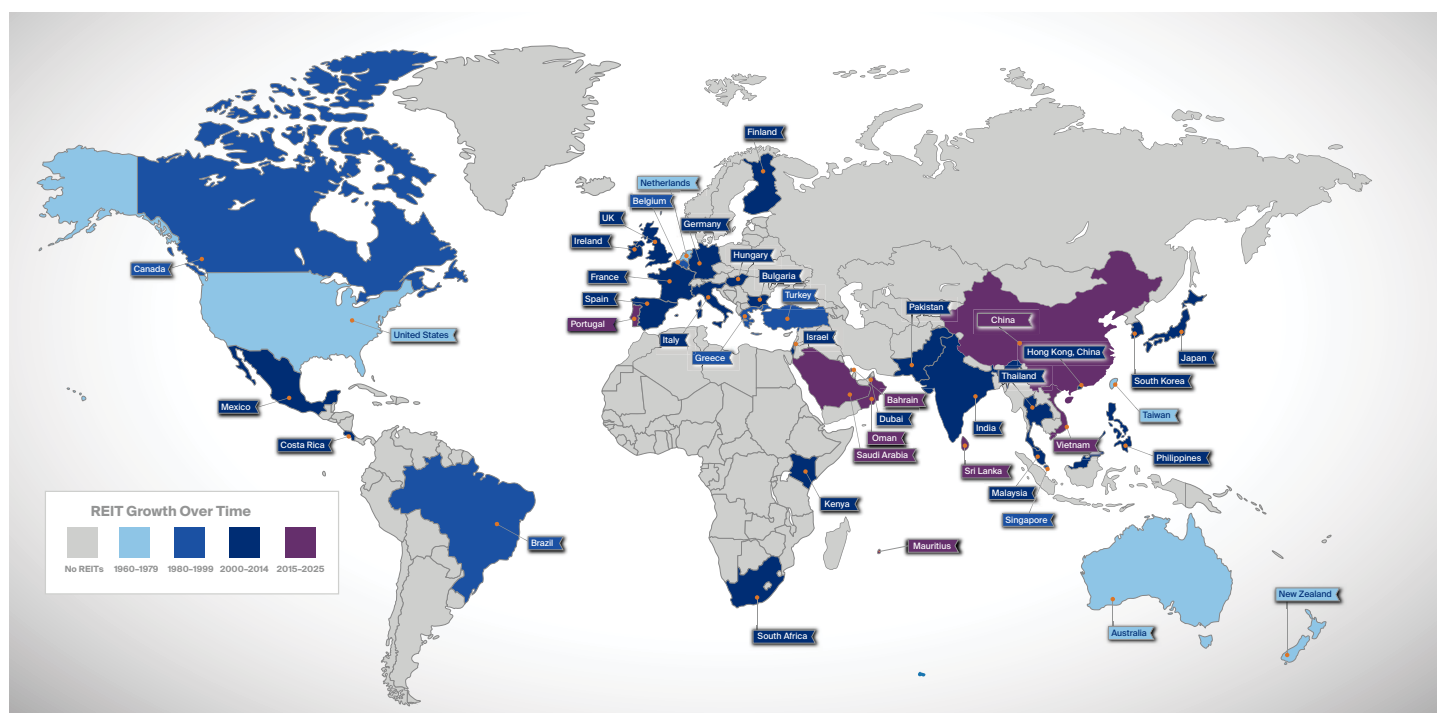 Finland
Netherlands
Belgium
UK
Germany
Ireland
Hungary
Canada
France
Bulgaria
Turkey
Spain
Pakistan
China
Portugal
United States
Italy
Israel
Hong Kong, China
Greece
Japan
Thailand
South Korea
Mexico
Bahrain
Taiwan
Dubai
India
Costa Rica
Oman
Vietnam
Saudi Arabia
Philippines
Sri Lanka
Malaysia
Kenya
REIT Growth Over Time
Singapore
Brazil
Mauritius
No REITs
1960–1979
1980–1999
2000–2014
2015–2025
New Zealand
Australia
South Africa